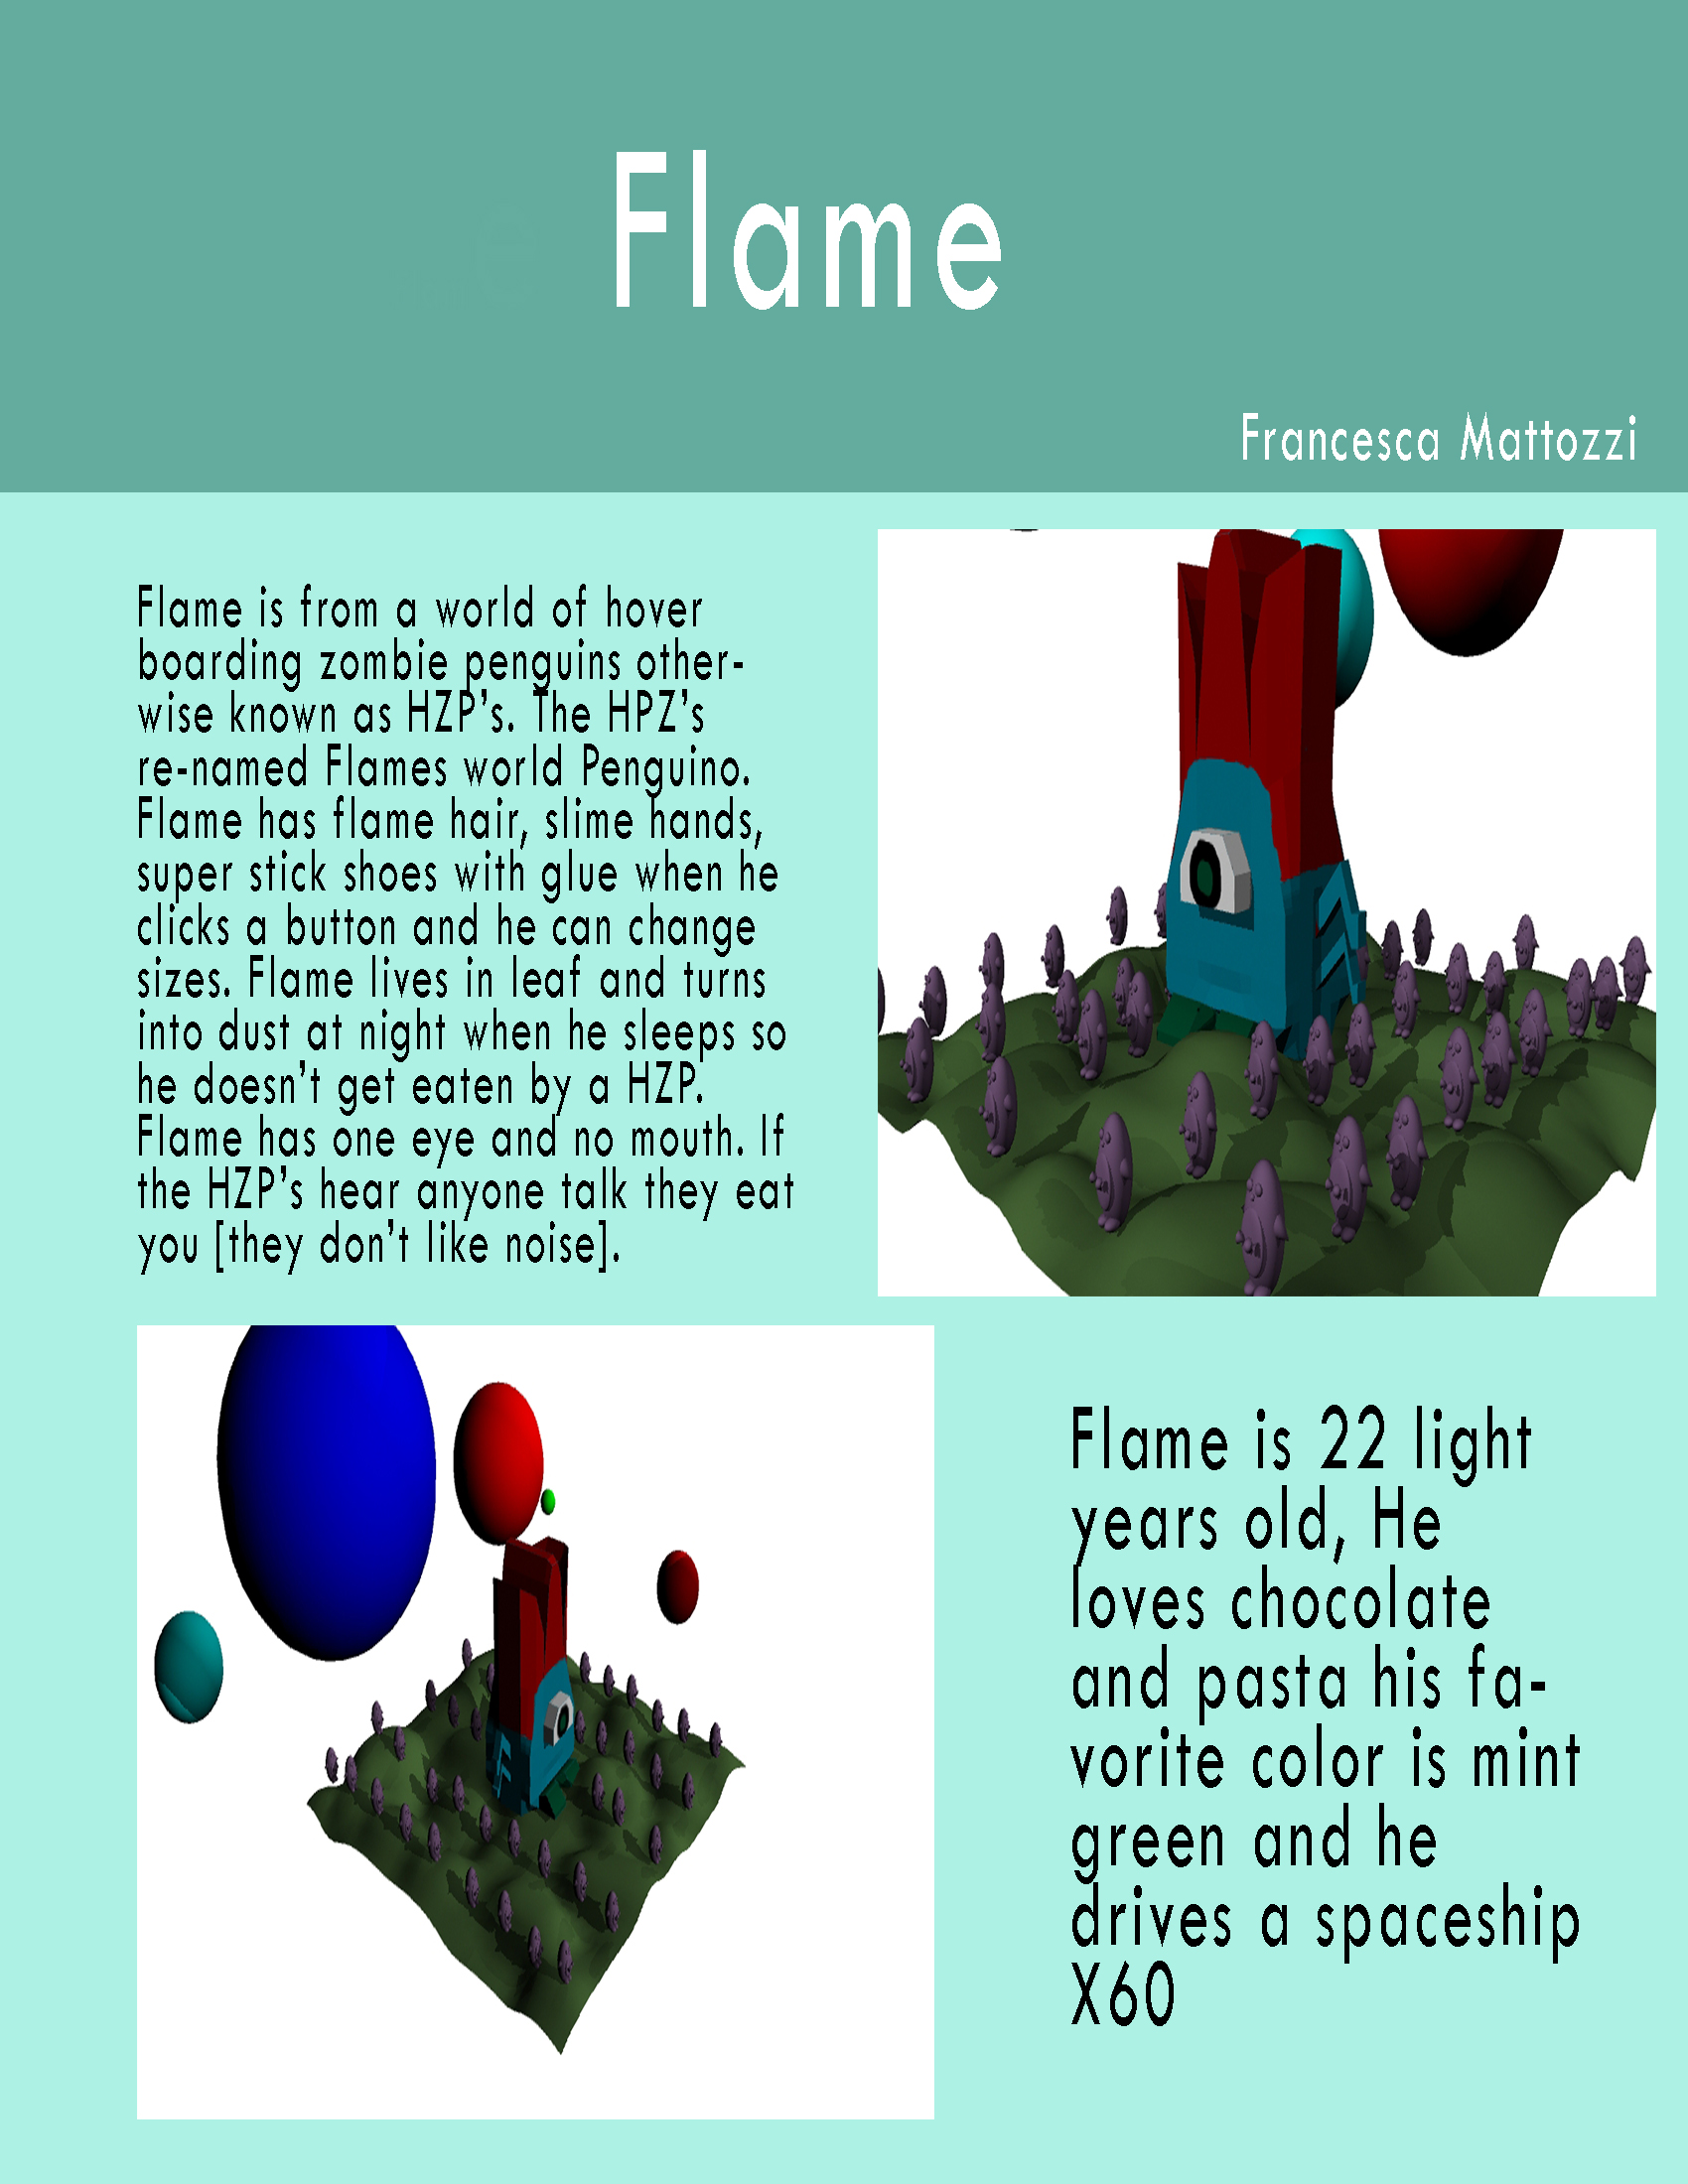 Flame
Francesca Mattozzi
Flame is from a world of hover
boarding zombie penguins other-
wise known as HZP's. The HPZ's
re-named Flames world Penguino.
Flame has flame hair, slime hands,
super stick shoes with glue when he
clicks a button and he can change
sizes. Flame lives in leaf and turns
into dust at night when he sleeps so
he doesn't get eaten by a HZP.
Flame has one eye and no mouth. If
the HZP's hear anyone talk they eat
you [they don't like noise].
Flame is 22 light
years old, He
loves chocolate
and pasta his fa-
vorite color is mint
green and he
drives a spaceship
X60